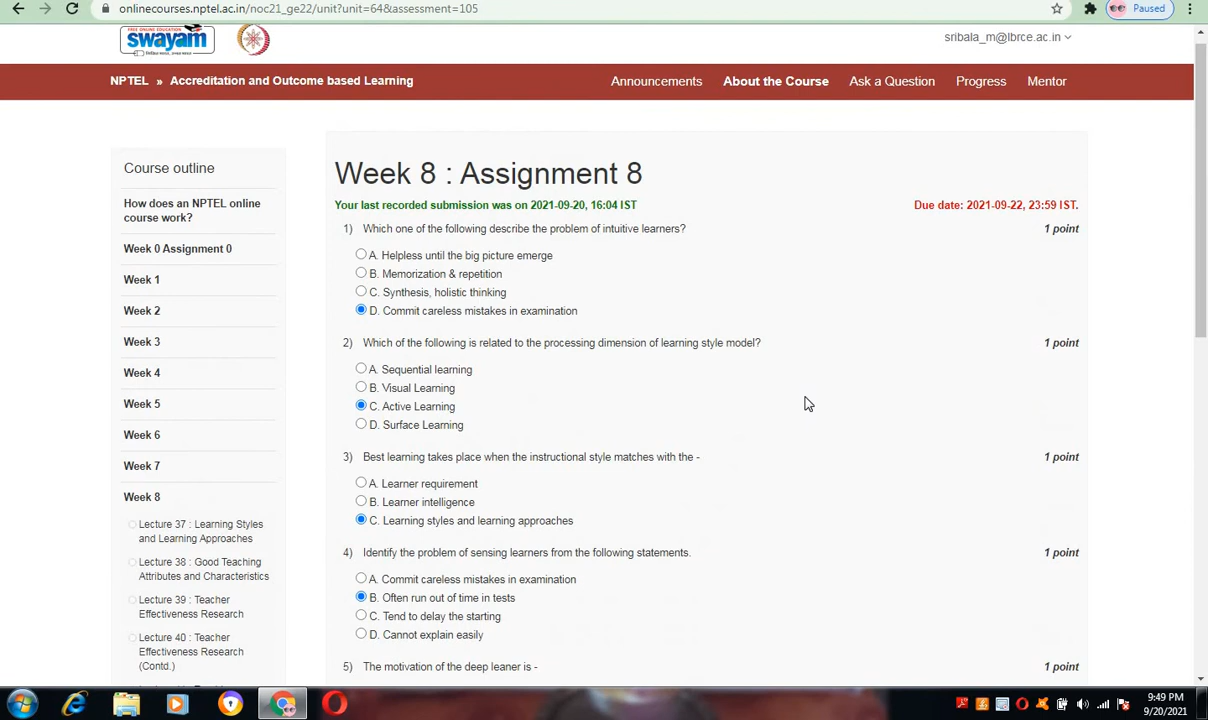 onlinecourses.nptel.ac.in/noc21_ge22/unit?unit=64&assessment=105
Paused
FREE ONLINE EDUCATION
swayam
sribala_m@lbrce.ac.in
NPTEL » Accreditation and Outcome based Learning
Announcements About the Course Ask a Question Progress Mentor
Course outline
How does an NPTEL online
course work?
Week 0 Assignment 0
Week 1
Week 2
Week 3
Week 4
Week 5
Week 6
Week 7
Week 8
Lecture 37 : Learning Styles
and Learning Approaches
Lecture 38 : Good Teaching
Attributes and Characteristics
Lecture 39 : Teacher
Effectiveness Research
Lecture 40 : Teacher
Effectiveness Research
(Contd.)
Week 8 : Assignment 8
Your last recorded submission was on 2021-09-20, 16:04 IST Due date: 2021-09-22, 23:59 IST.
1) Which one of the following describe the problem of intuitive learners? 1 point
A. Helpless until the big picture emerge
B. Memorization & repetition
C. Synthesis, holistic thinking
D. Commit careless mistakes in examination
2) Which of the following is related to the processing dimension of learning style model? 1 point
A. Sequential learning
B. Visual Learning
C. Active Learning
D. Surface Learning
3) Best learning takes place when the instructional style matches with the - 1 point
A. Learner requirement
B. Learner intelligence
C. Learning styles and learning approaches
4) Identify the problem of sensing learners from the following statements. 1 point
A. Commit careless mistakes in examination
B. Often run out of time in tests
C. Tend to delay the starting
D. Cannot explain easily
5) The motivation of the deep leaner is - 1 point
9:49 PM
9/20/2021